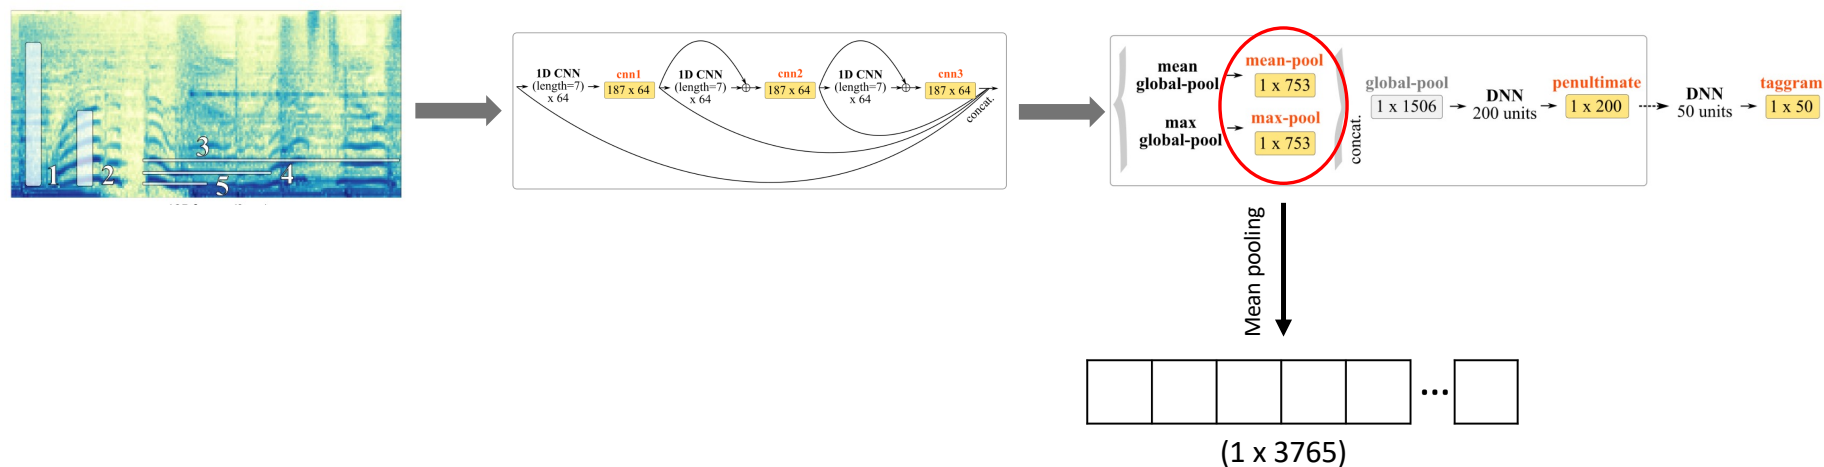 1
2
3
4
5
1D CNN
(length=7)
x 64
cnn1
187 x 64
1D CNN
(length=7)
x 64
cnn2
187 x 64
1D CNN
(length=7)
x 64
cnn3
187 x 64
concat.
mean
global-pool
mean-pool
1 x 753
max
global-pool
max-pool
1 x 753
concat.
global-pool
1 x 1506
DNN
200 units
penultimate
1 x 200
DNN
50 units
taggram
1 x 50
Mean pooling
...
(1 x 3765)